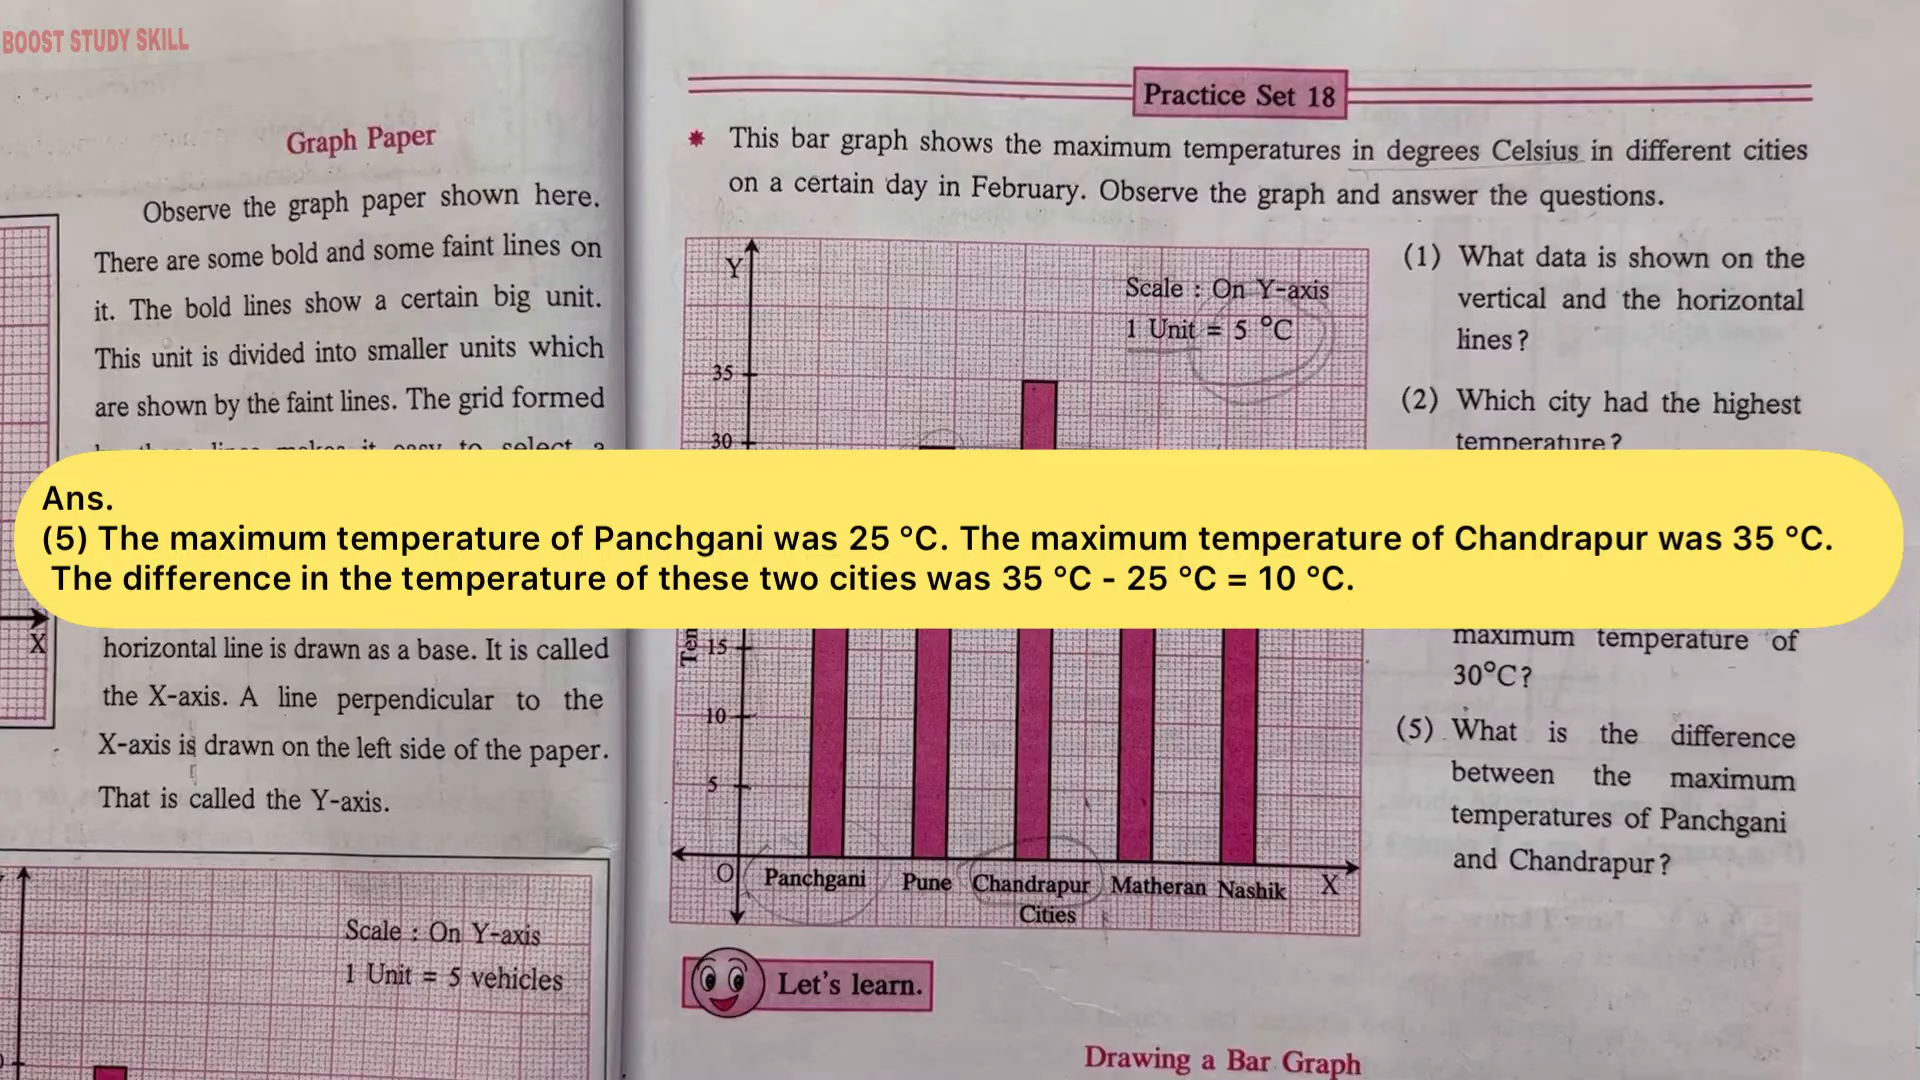 BOOST STUDY SKILL
Graph Paper
Observe the graph paper shown here.
There are some bold and some faint lines on
it. The bold lines show a certain big unit.
This unit is divided into smaller units which
are shown by the faint lines. The grid formed
horizontal line is drawn as a base. It is called
the X-axis. A line perpendicular to the
X-axis is drawn on the left side of the paper.
That is called the Y-axis.
X
Scale : On Y-axis
1 Unit = 5 vehicles
Practice Set 18
This bar graph shows the maximum temperatures in degrees Celsius in different cities
on a certain day in February. Observe the graph and answer the questions.
Y
Scale : On Y-axis
1 Unit = 5 °C
35
30
15
10
5
O
Panchgani Pune Chandrapur Matheran Nashik X
Cities
(1) What data is shown on the
vertical and the horizontal
lines?
(2) Which city had the highest
temperature?
Ans.
(5) The maximum temperature of Panchgani was 25 °C. The maximum temperature of Chandrapur was 35 °C.
The difference in the temperature of these two cities was 35 °C - 25 °C = 10 °C.
maximum temperature of
30°C?
(5) What is the difference
between the maximum
temperatures of Panchgani
and Chandrapur?
Let's learn.
Drawing a Bar Graph